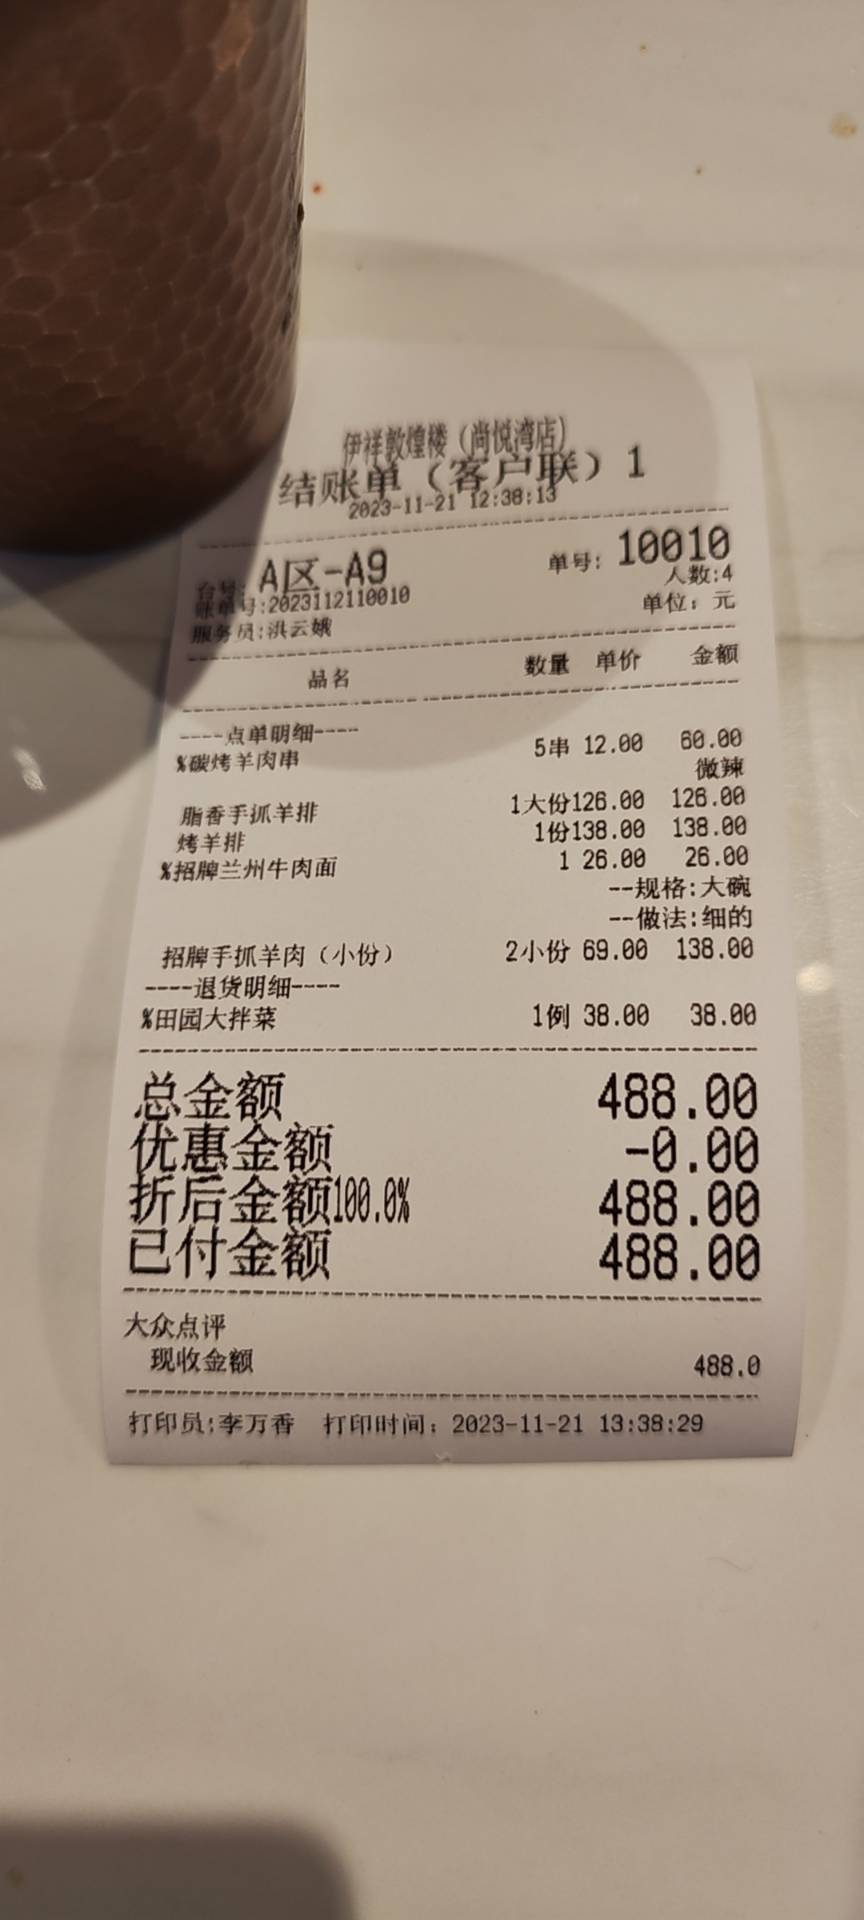 伊祥敦煌楼（尚悦湾店）
结账单（客户联）1
2023-11-21 12:38:13
台号: A区-A9 单号: 10010
人数:4
账单号:2023112110010 单位: 元
服务员:洪云娥
品名 数量 单价 金额
----点单明细----
%碳烤羊肉串 5串 12.00 60.00
微辣
脂香手抓羊排 1大份126.00 126.00
烤羊排 1份138.00 138.00
%招牌兰州牛肉面 1 26.00 26.00
--规格:大碗
--做法:细的
招牌手抓羊肉（小份） 2小份 69.00 138.00
----退货明细----
%田园大拌菜 1例 38.00 38.00
总金额 488.00
优惠金额 -0.00
折后金额100.0% 488.00
已付金额 488.00
大众点评
现收金额 488.0
打印员:李万香 打印时间: 2023-11-21 13:38:29